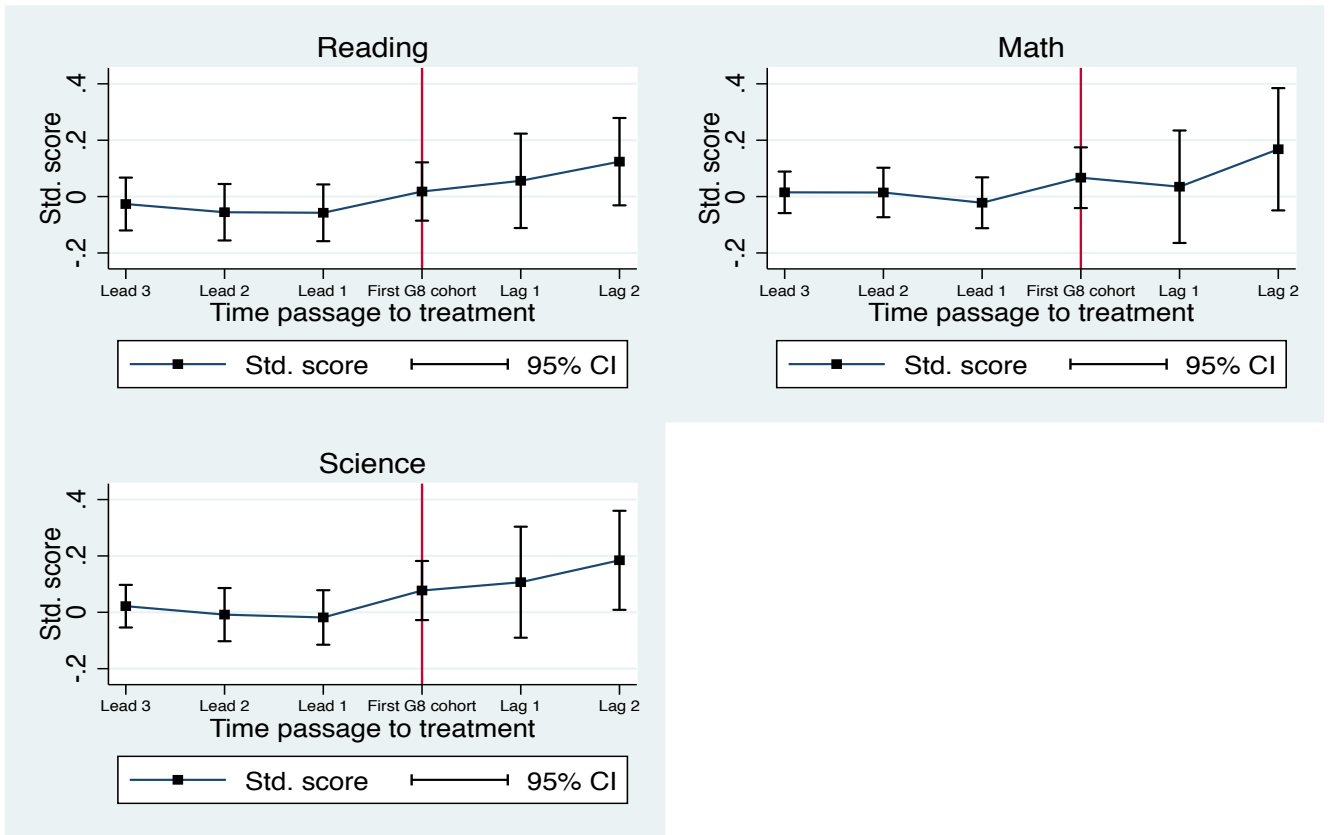 Reading
Std. score
.4
.2
0
-.2
Lead 3 Lead 2 Lead 1 First G8 cohort Lag 1 Lag 2
Time passage to treatment
Std. score 95% CI
Math
Std. score
.4
.2
0
-.2
Lead 3 Lead 2 Lead 1 First G8 cohort Lag 1 Lag 2
Time passage to treatment
Std. score 95% CI
Science
Std. score
.4
.2
0
-.2
Lead 3 Lead 2 Lead 1 First G8 cohort Lag 1 Lag 2
Time passage to treatment
Std. score 95% CI